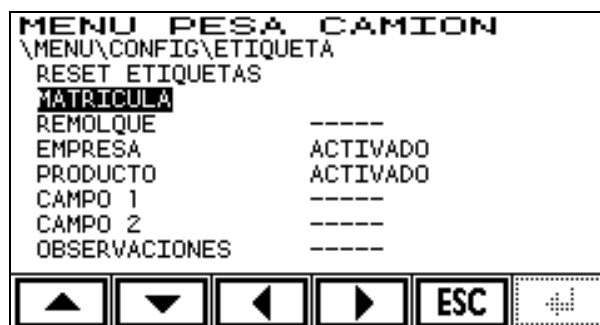 MENU PESA CAMION
\MENU\CONFIG\ETIQUETA
RESET ETIQUETAS
MATRICULA
REMOLQUE -----
EMPRESA ACTIVADO
PRODUCTO ACTIVADO
CAMPO 1 -----
CAMPO 2 -----
OBSERVACIONES -----
ESC